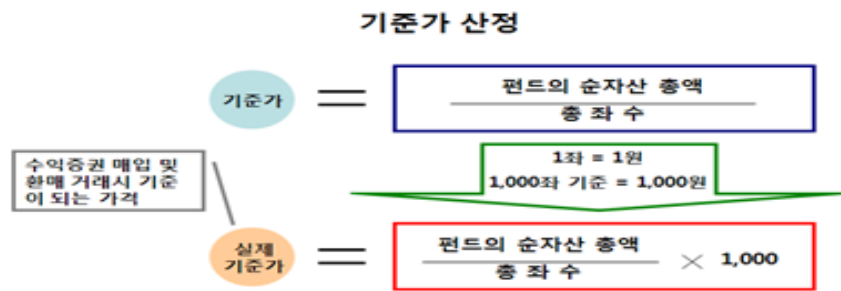 기준가 산정
기준가
=
펀드의 순자산 총액
총 좌 수
1좌 = 1원
1,000좌 기준 = 1,000원
수익증권 매입 및
환매 거래시 기준
이 되는 가격
실제
기준가
=
펀드의 순자산 총액
총 좌 수
× 1,000